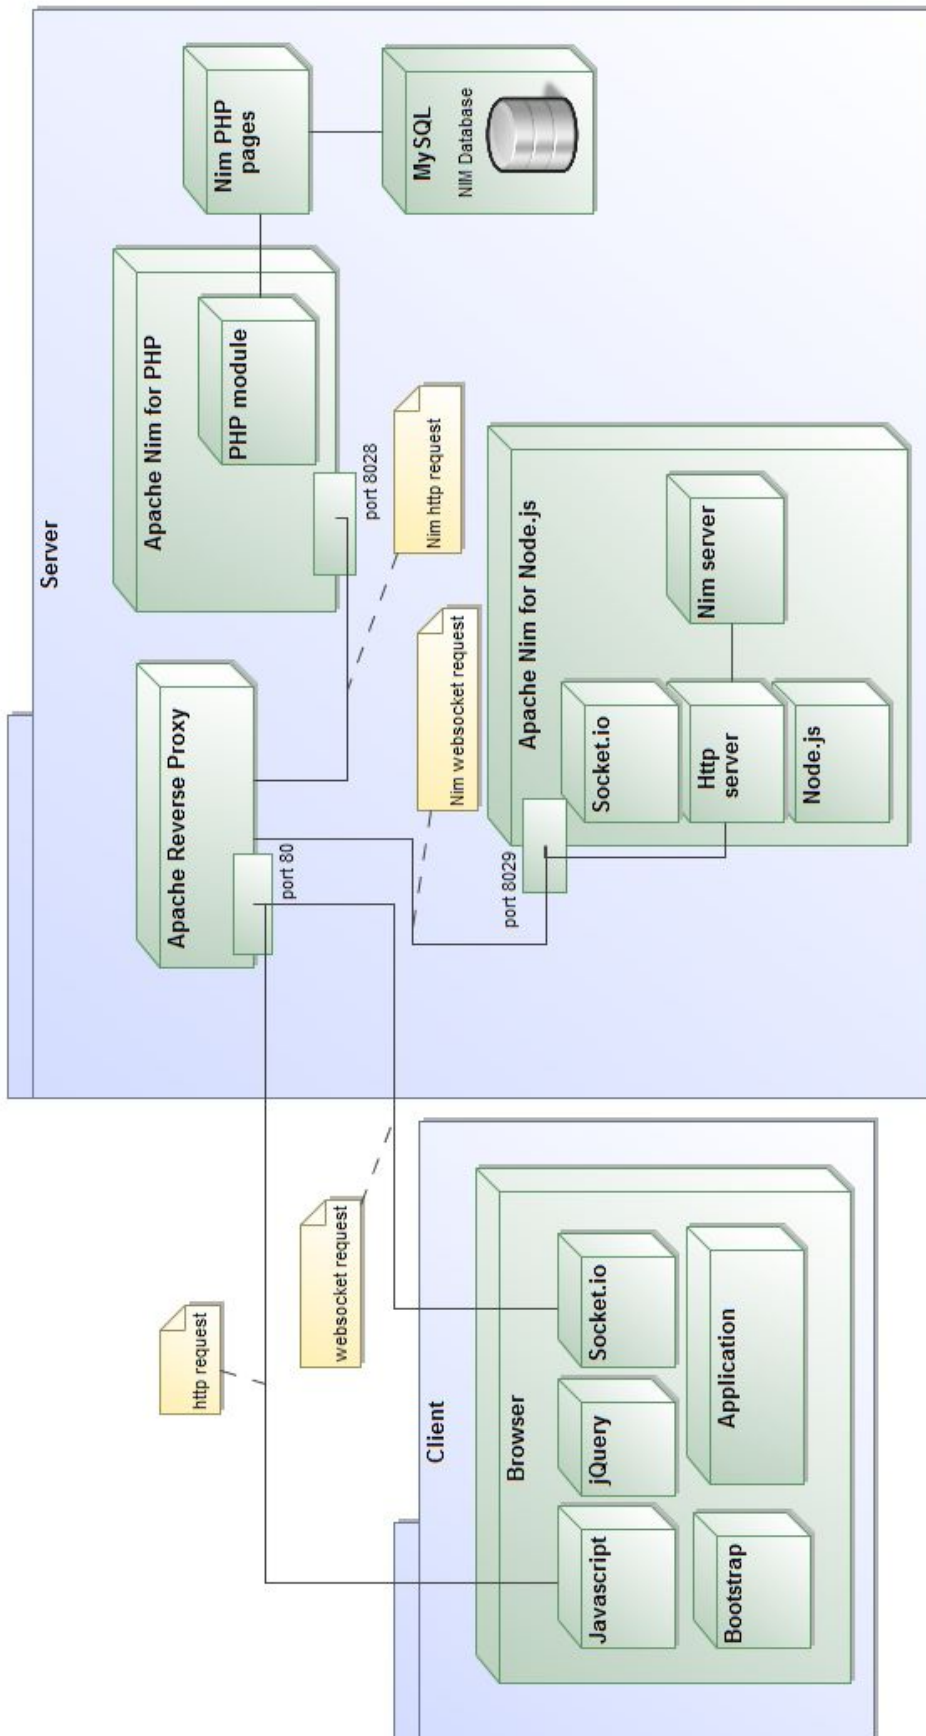 Server
Apache Reverse Proxy
port 80
Apache Nim for PHP
PHP module
port 8028
Nim PHP
pages
MySQL
NIM Database
Nim http request
Nim websocket request
Apache Nim for Node.js
port 8029
Socket.io
Http
server
Node.js
Nim server
http request
websocket request
Client
Browser
Javascript
jQuery
Socket.io
Bootstrap
Application